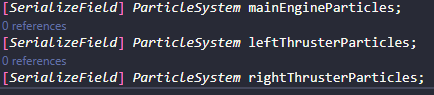 [SerializeField] ParticleSystem mainEngineParticles;
0 references
[SerializeField] ParticleSystem leftThrusterParticles;
0 references
[SerializeField] ParticleSystem rightThrusterParticles;